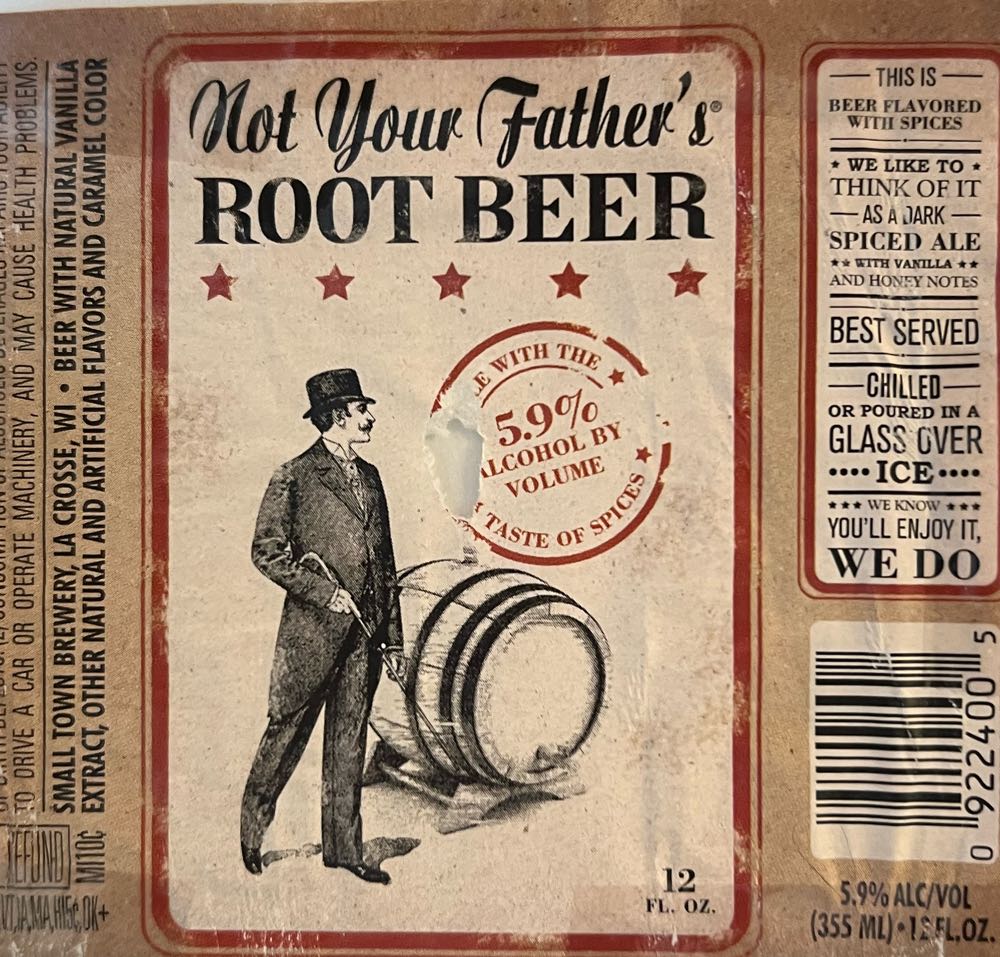 TO DRIVE A CAR OR OPERATE MACHINERY, AND MAY CAUSE HEALTH PROBLEMS.
SMALL TOWN BREWERY, LA CROSSE, WI • BEER WITH NATURAL VANILLA
EXTRACT, OTHER NATURAL AND ARTIFICIAL FLAVORS AND CARAMEL COLOR
MI10¢
Not Your Father's®
ROOT BEER
WITH THE
5.9%
ALCOHOL BY
VOLUME
TASTE OF SPICES
12
FL. OZ.
THIS IS
BEER FLAVORED
WITH SPICES
WE LIKE TO
THINK OF IT
AS A DARK
SPICED ALE
WITH VANILLA
AND HONEY NOTES
BEST SERVED
CHILLED
OR POURED IN A
GLASS OVER
ICE
WE KNOW
YOU'LL ENJOY IT,
WE DO
0 922400 5
5.9% ALC/VOL
(355 ML) • 12 FL.OZ.